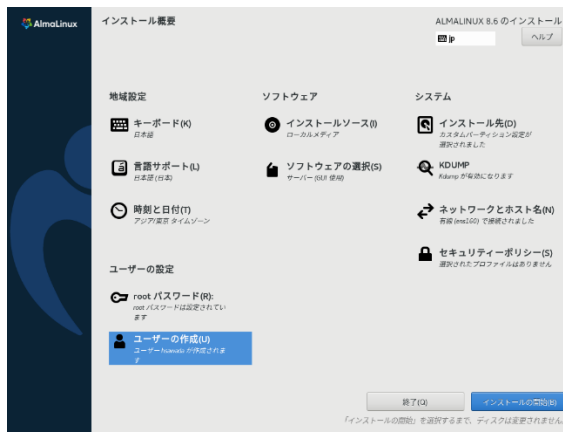 AlmaLinux
インストール概要
ALMALINUX 8.6 のインストール
jp
ヘルプ
地域設定
キーボード(K)
日本語
言語サポート(L)
日本語 (日本)
時刻と日付(T)
アジア/東京 タイムゾーン
ソフトウェア
インストールソース(I)
ローカルメディア
ソフトウェアの選択(S)
サーバー (GUI 使用)
システム
インストール先(D)
カスタムパーティション設定が
選択されました
KDUMP
Kdump が有効になります
ネットワークとホスト名(N)
有線 (ens160) で接続されました
セキュリティーポリシー(S)
選択されたプロファイルはありません
ユーザーの設定
root パスワード(R):
root パスワードは設定されてい
ます
ユーザーの作成(U)
ユーザー が作成されま
す
終了(Q)
インストールの開始(B)
「インストールの開始」を選択するまで、ディスクは変更されません。